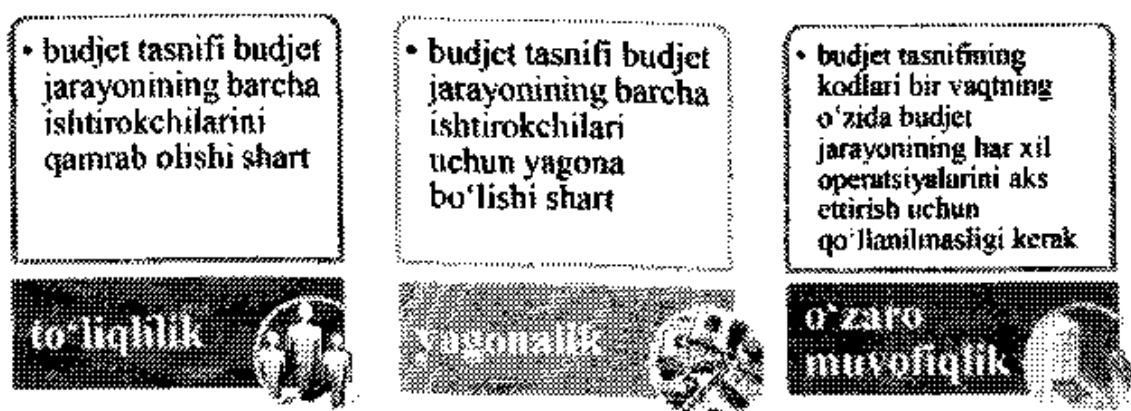 • budjet tasnifi budjet
jarayonining barcha
ishtirokchilarini
qamrab olishi shart
to‘liqlilik
• budjet tasnifi budjet
jarayonining barcha
ishtirokchilari
uchun yagona
bo‘lishi shart
yagonalik
• budjet tasnifining
kodlari bir vaqtning
o‘zida budjet
jarayonining har xil
operatsiyalarini aks
ettirish uchun
qo‘llanilmasligi kerak
o‘zaro
muvofiqlik